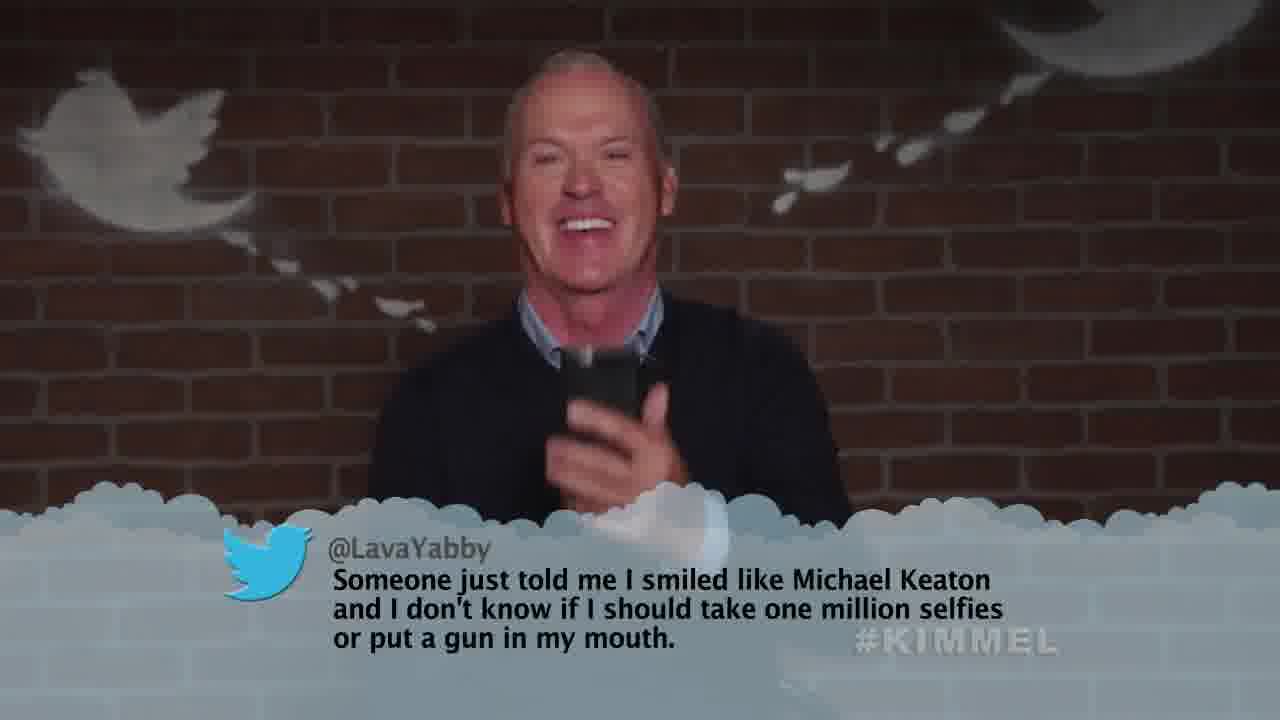 @LavaYabby
Someone just told me I smiled like Michael Keaton
and I don't know if I should take one million selfies
or put a gun in my mouth.
#KIMMEL